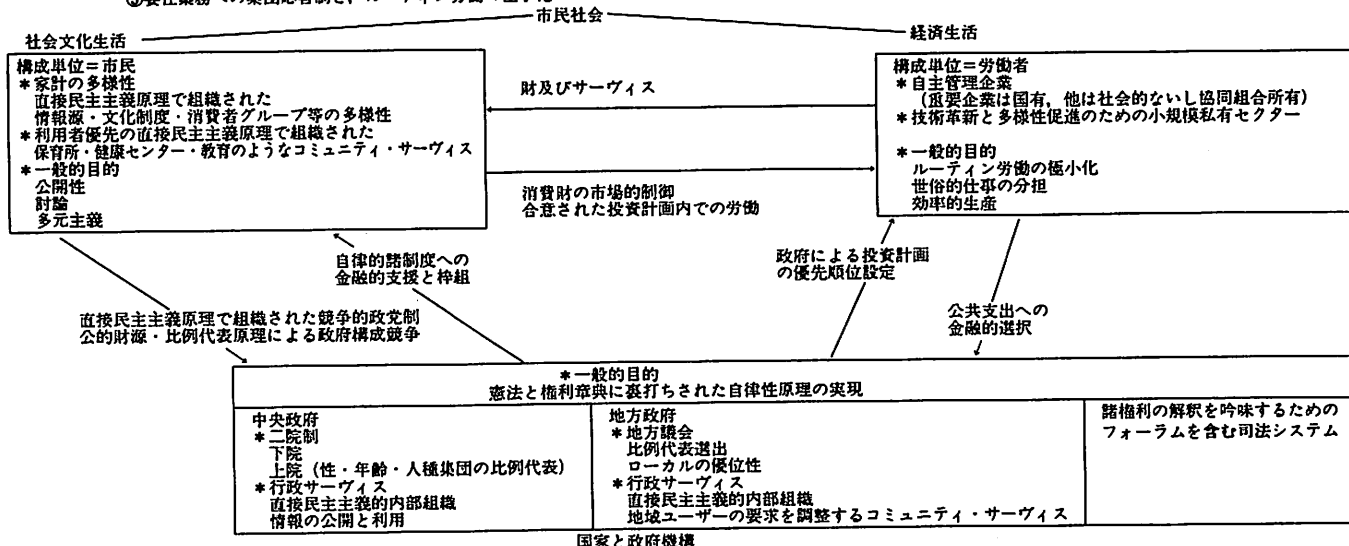 市民社会
社会文化生活
経済生活
構成単位=市民
*家計の多様性
直接民主主義原理で組織された
情報源・文化制度・消費者グループ等の多様性
*利用者優先の直接民主主義原理で組織された
保育所・健康センター・教育のようなコミュニティ・サーヴィス
*一般的目的
公開性
討論
多元主義
財及びサーヴィス
消費財の市場的制御
合意された投資計画内での労働
構成単位=労働者
*自主管理企業
(重要企業は国有,他は社会的ないし協同組合所有)
*技術革新と多様性促進のための小規模私有セクター
*一般的目的
ルーティン労働の極小化
世俗的仕事の分担
効率的生産
自律的諸制度への
金融的支援と枠組
政府による投資計画
の優先順位設定
直接民主主義原理で組織された競争的政党制
公的財源・比例代表原理による政府構成競争
公共支出への
金融的選択
*一般的目的
憲法と権利章典に裏打ちされた自律性原理の実現
中央政府
*二院制
下院
上院(性・年齢・人種集団の比例代表)
*行政サーヴィス
直接民主主義的内部組織
情報の公開と利用
地方政府
*地方議会
比例代表選出
ローカルの優位性
*行政サーヴィス
直接民主主義的内部組織
地域ユーザーの要求を調整するコミュニティ・サーヴィス
諸権利の解釈を吟味するための
フォーラムを含む司法システム
国家と政府機構